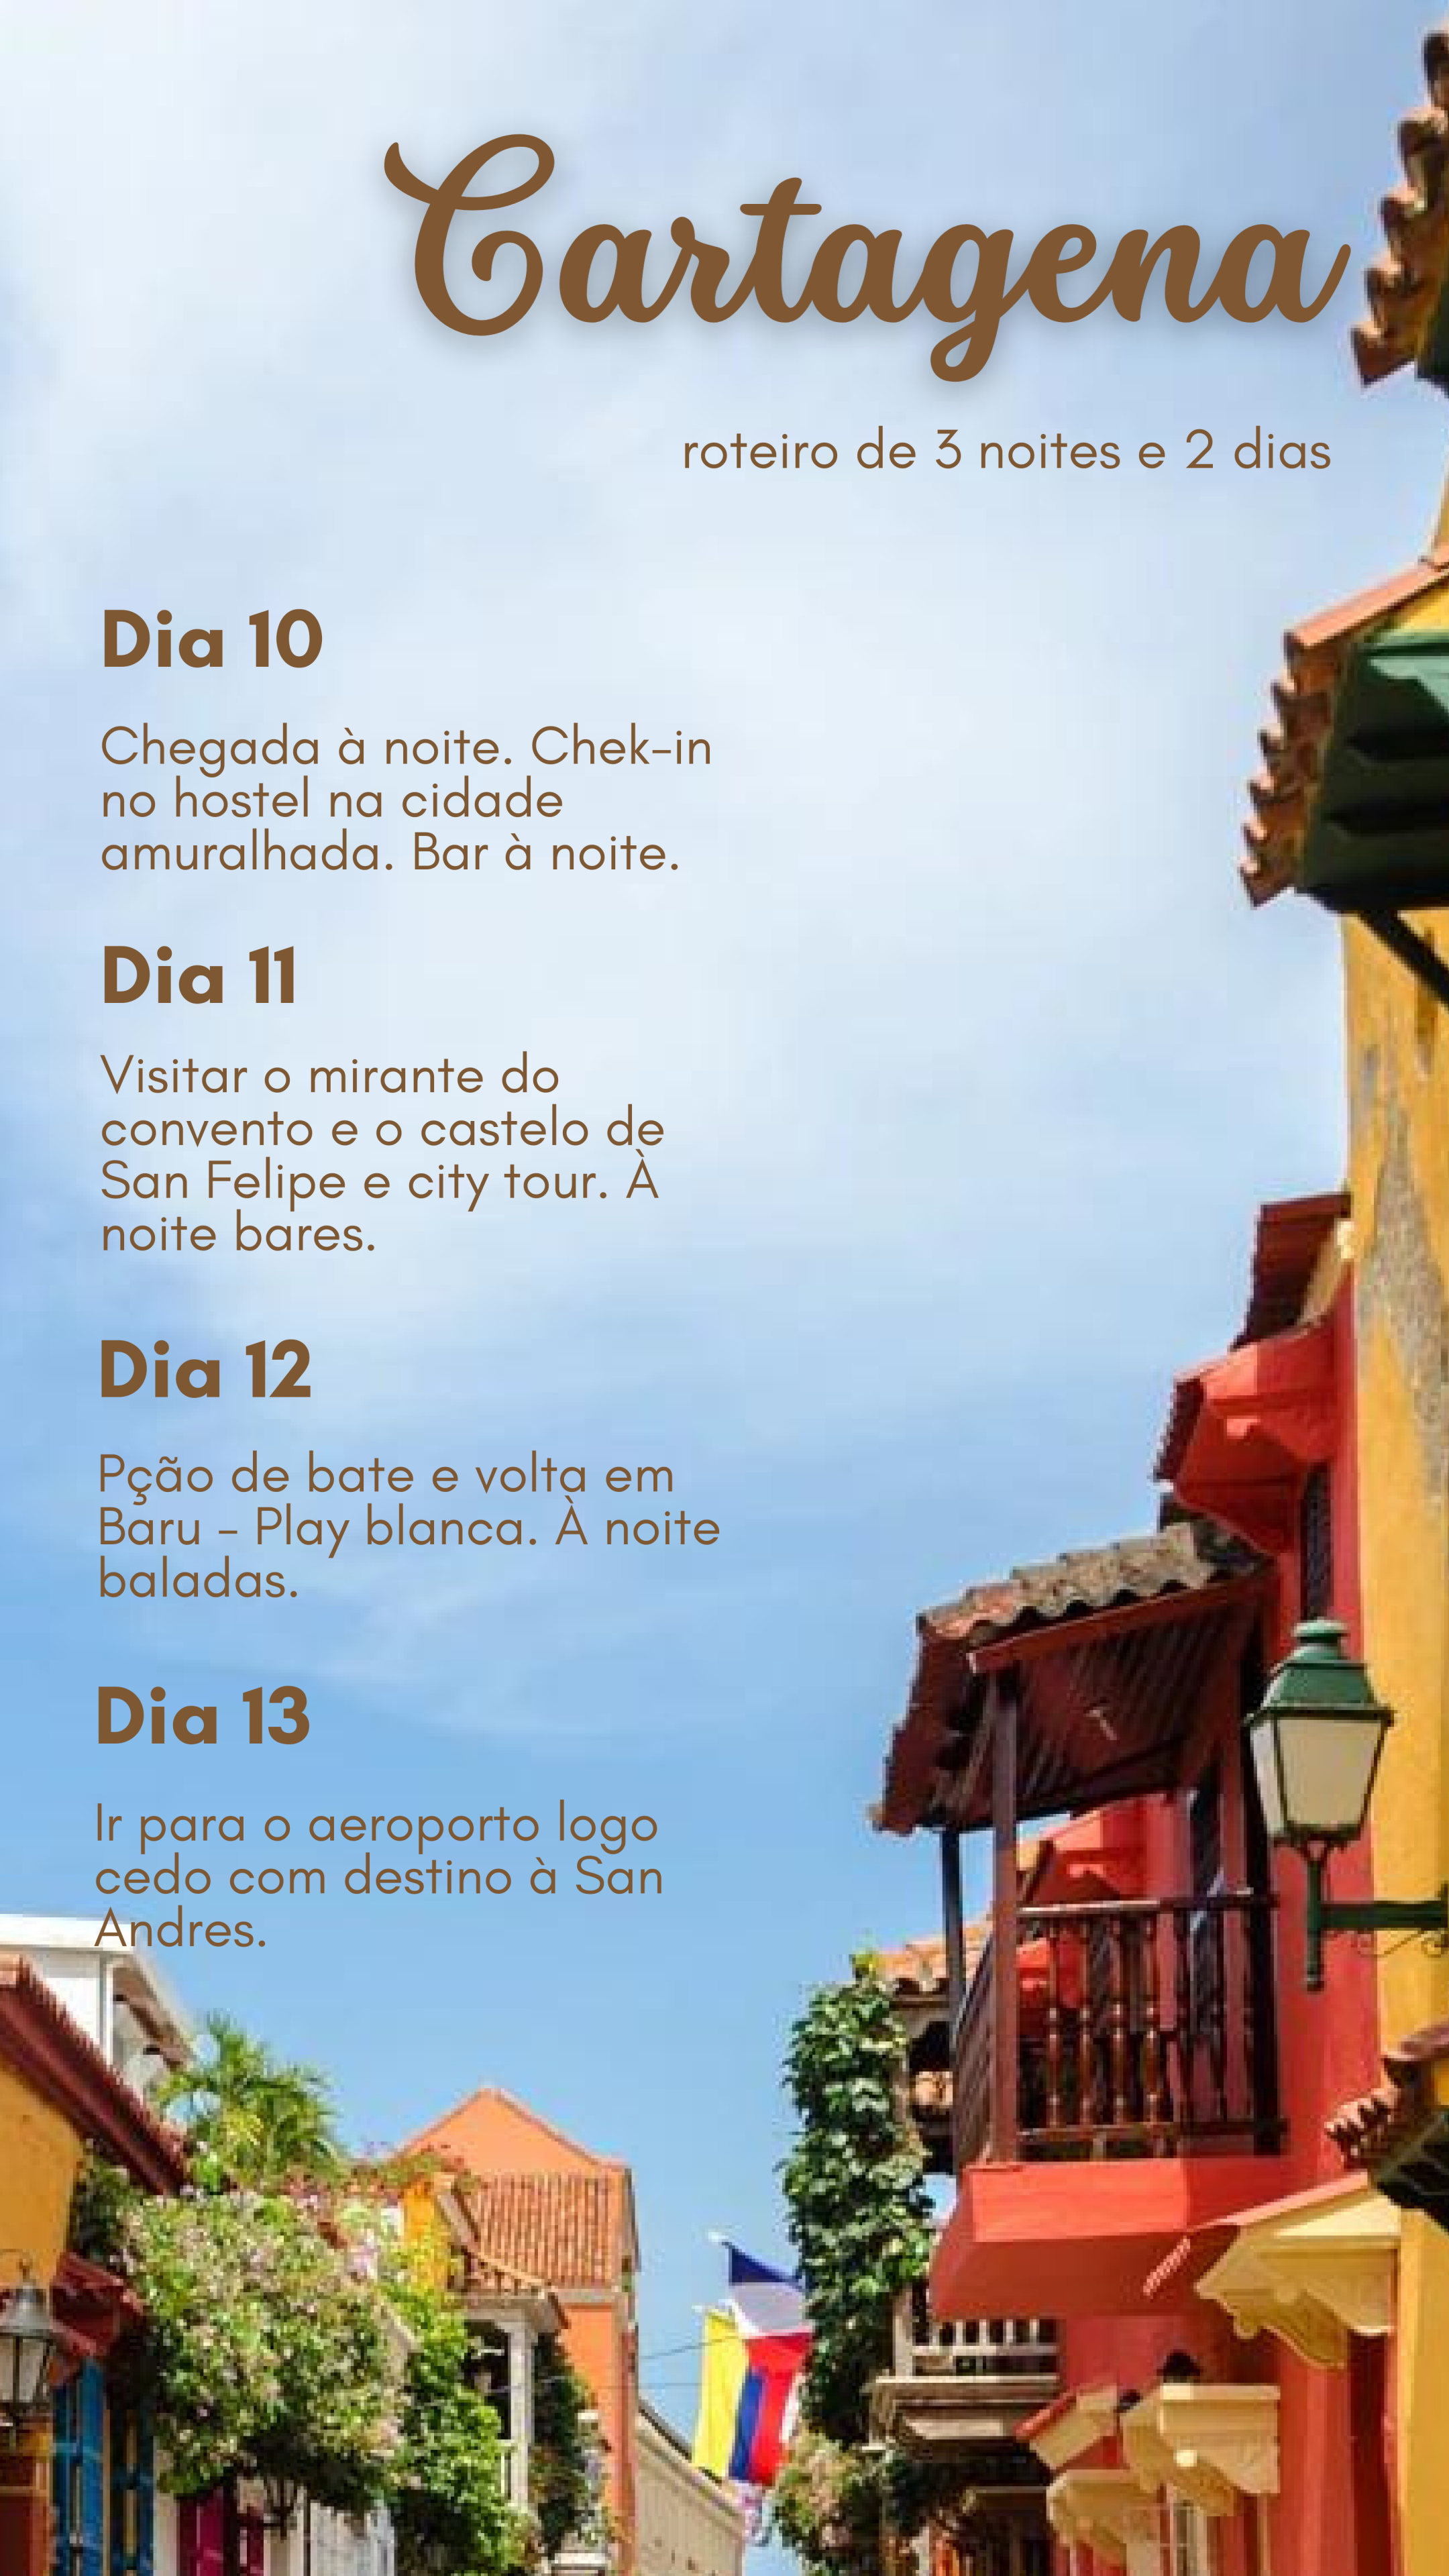 Cartagena
roteiro de 3 noites e 2 dias
Dia 10
Chegada à noite. Chek-in
no hostel na cidade
amuralhada. Bar à noite.
Dia 11
Visitar o mirante do
convento e o castelo de
San Felipe e city tour. À
noite bares.
Dia 12
Pção de bate e volta em
Baru - Play blanca. À noite
baladas.
Dia 13
Ir para o aeroporto logo
cedo com destino à San
Andres.